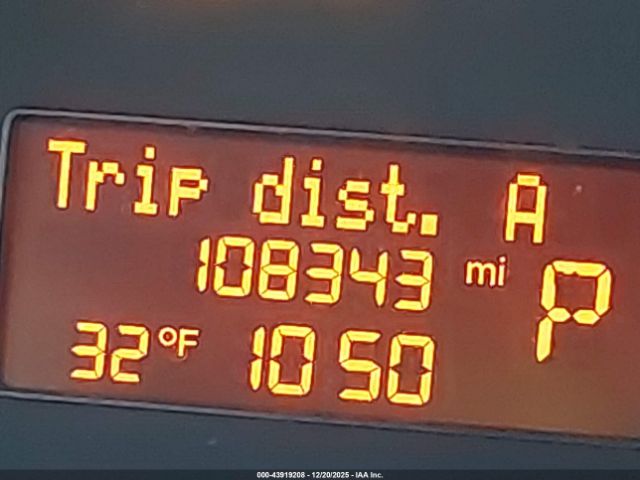 Trip dist. A
108343 mi P
32°F 10 50
000-43919208 - 12/20/2025 - IAA Inc.